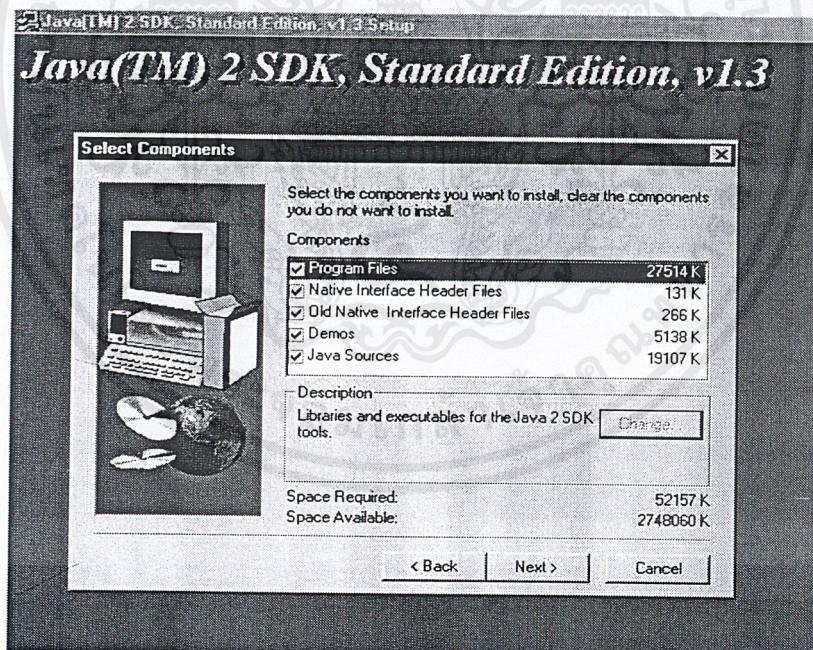 Java(TM) 2 SDK, Standard Edition, v1.3 Setup
Java(TM) 2 SDK, Standard Edition, v1.3
Select Components
Select the components you want to install, clear the components
you do not want to install.
Components
Program Files 27514 K
Native Interface Header Files 131 K
Old Native Interface Header Files 266 K
Demos 5138 K
Java Sources 19107 K
Description
Libraries and executables for the Java 2 SDK
tools.
Change...
Space Required: 52157 K
Space Available: 2748060 K
< Back
Next >
Cancel